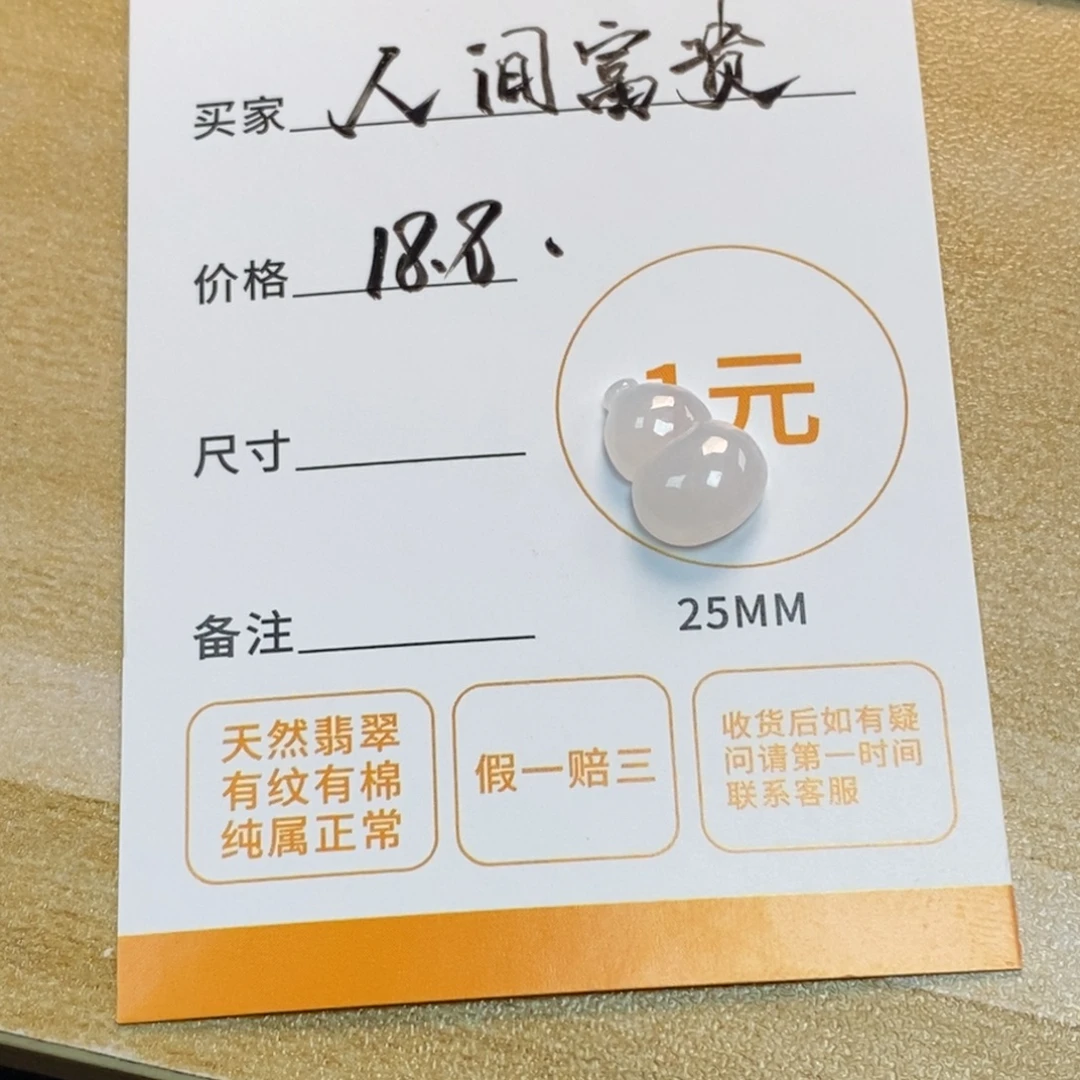 买家 人间富贵
价格 18.8.
尺寸
1元
备注
25MM
天然翡翠
有纹有棉
纯属正常
假一赔三
收货后如有疑
问请第一时间
联系客服